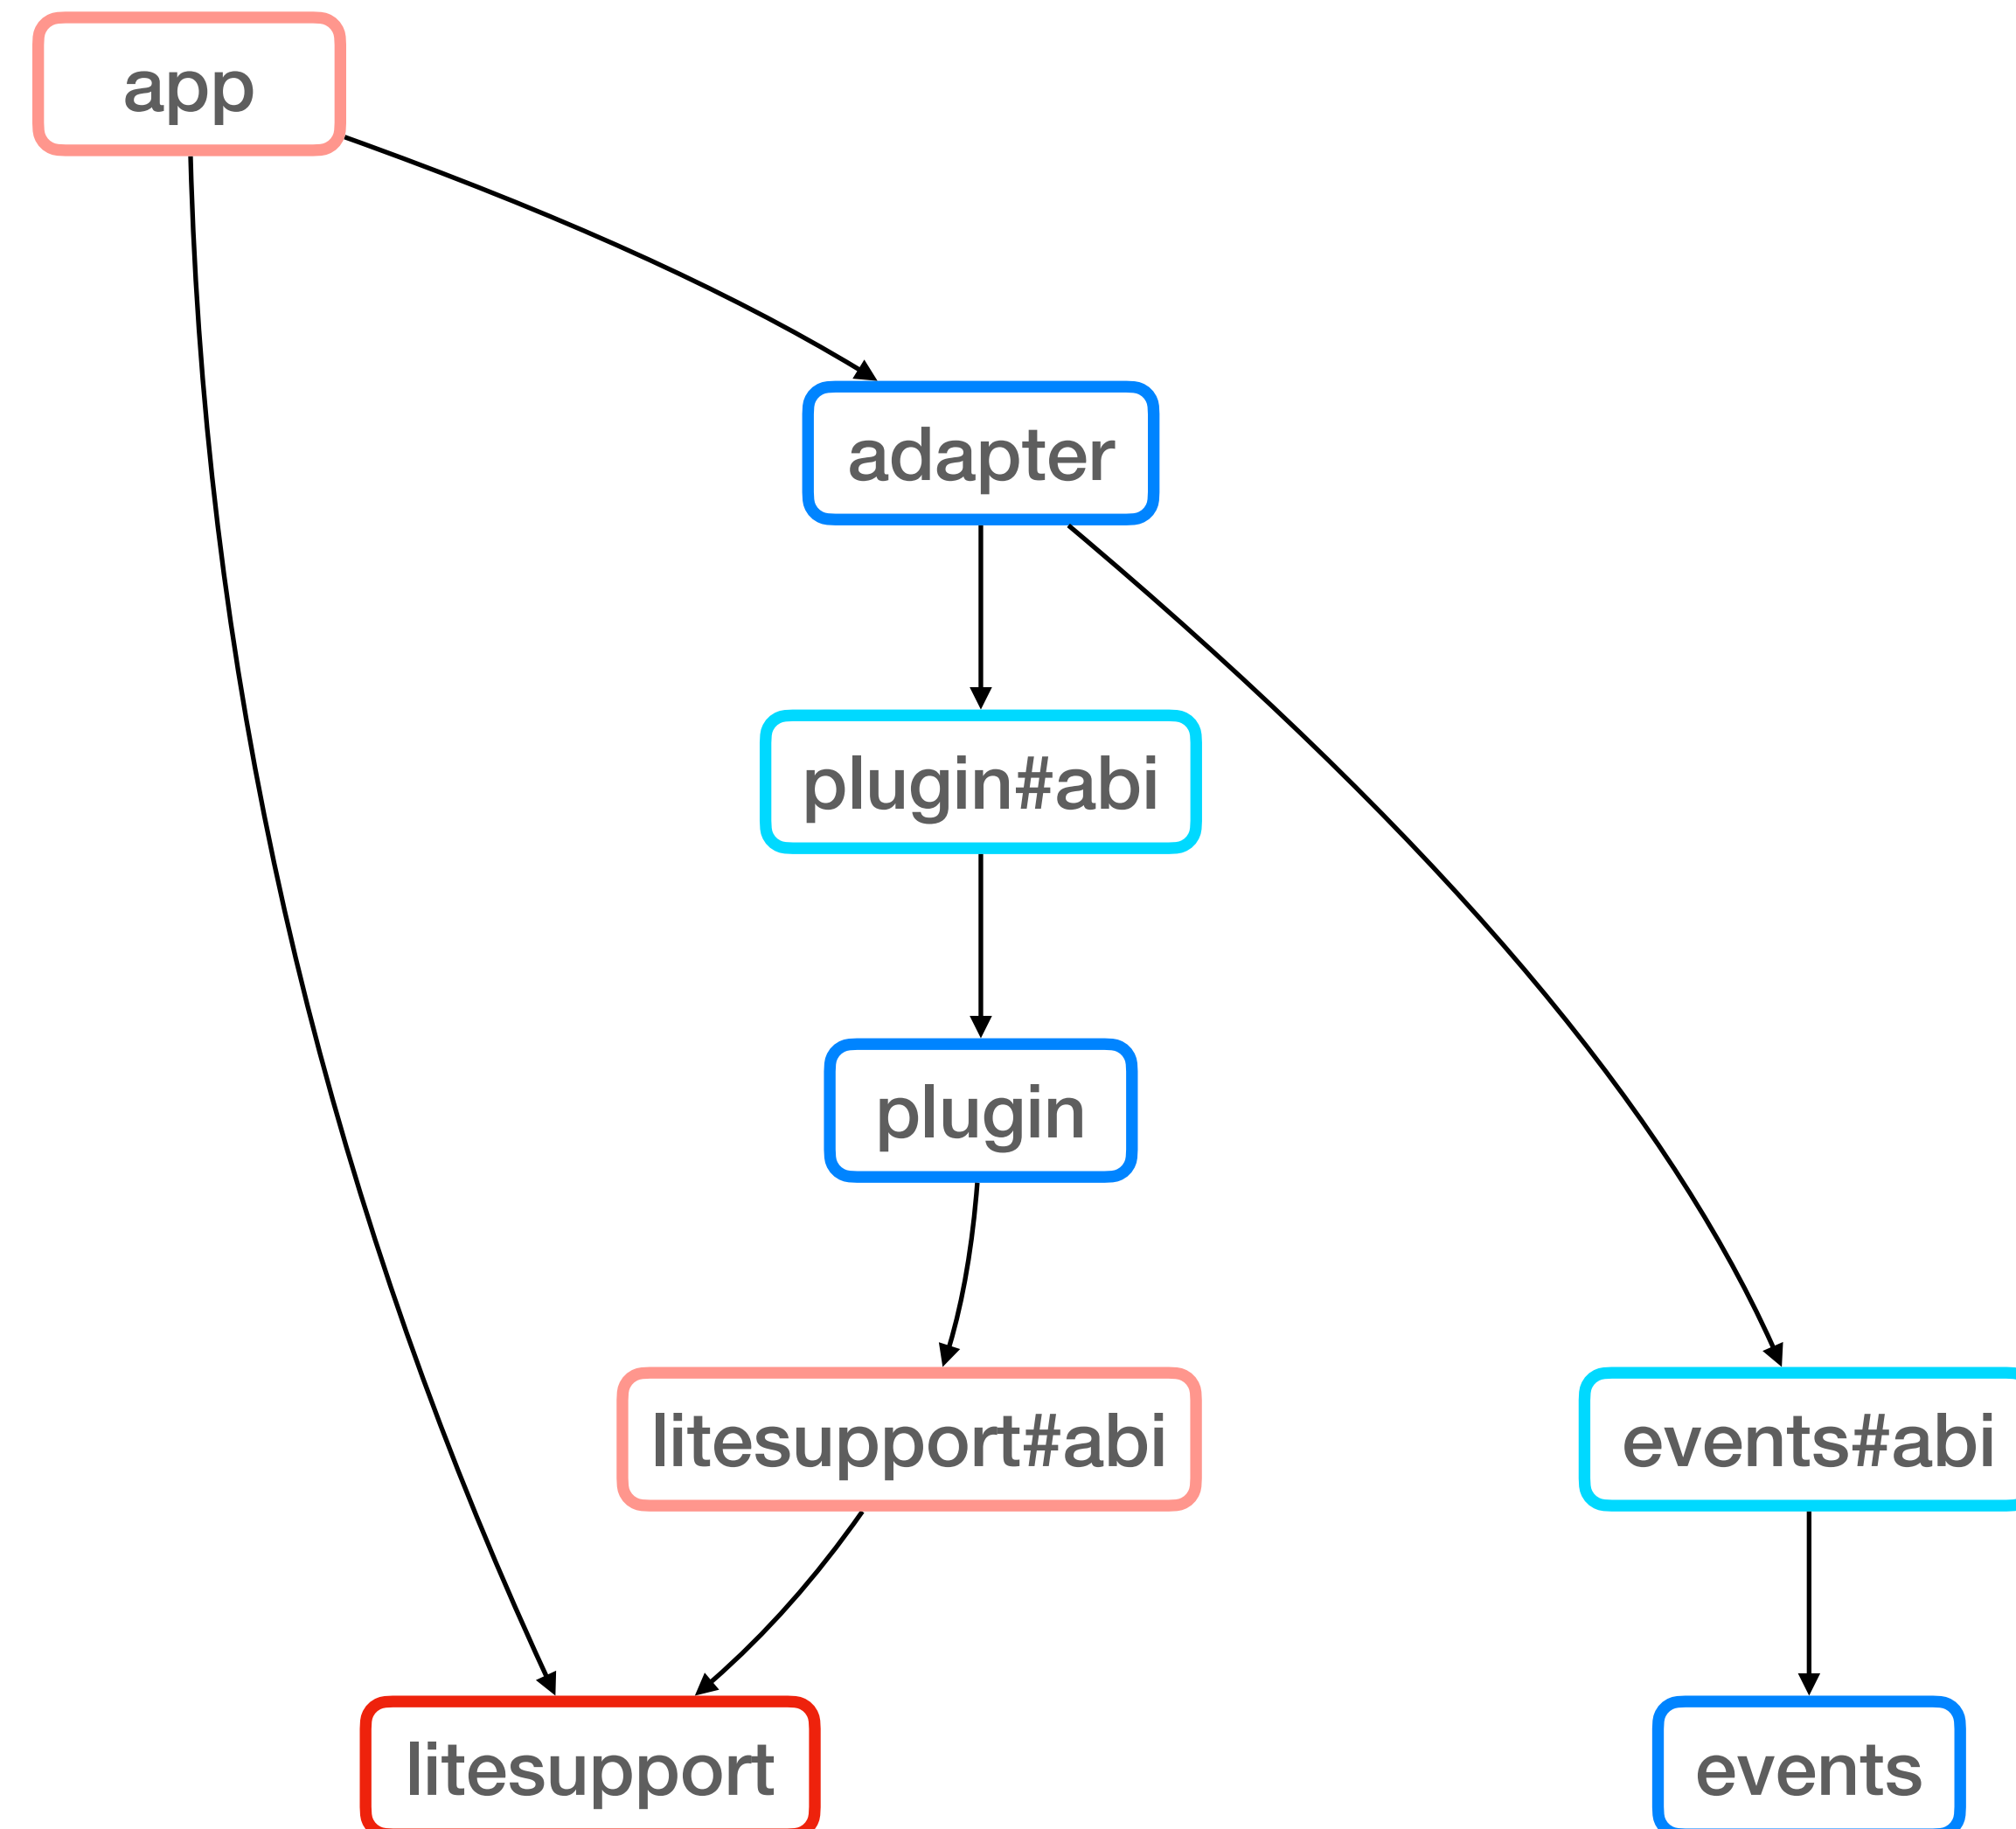 app
adapter
plugin#abi
plugin
litesupport#abi
events#abi
litesupport
events